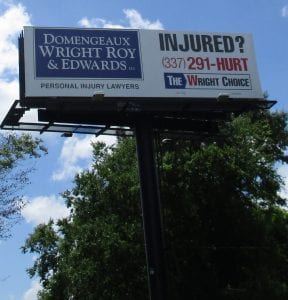 DOMENGEAUX
WRIGHT ROY
& EDWARDS LLC
PERSONAL INJURY LAWYERS
INJURED?
(337) 291-HURT
THE WRIGHT CHOICE